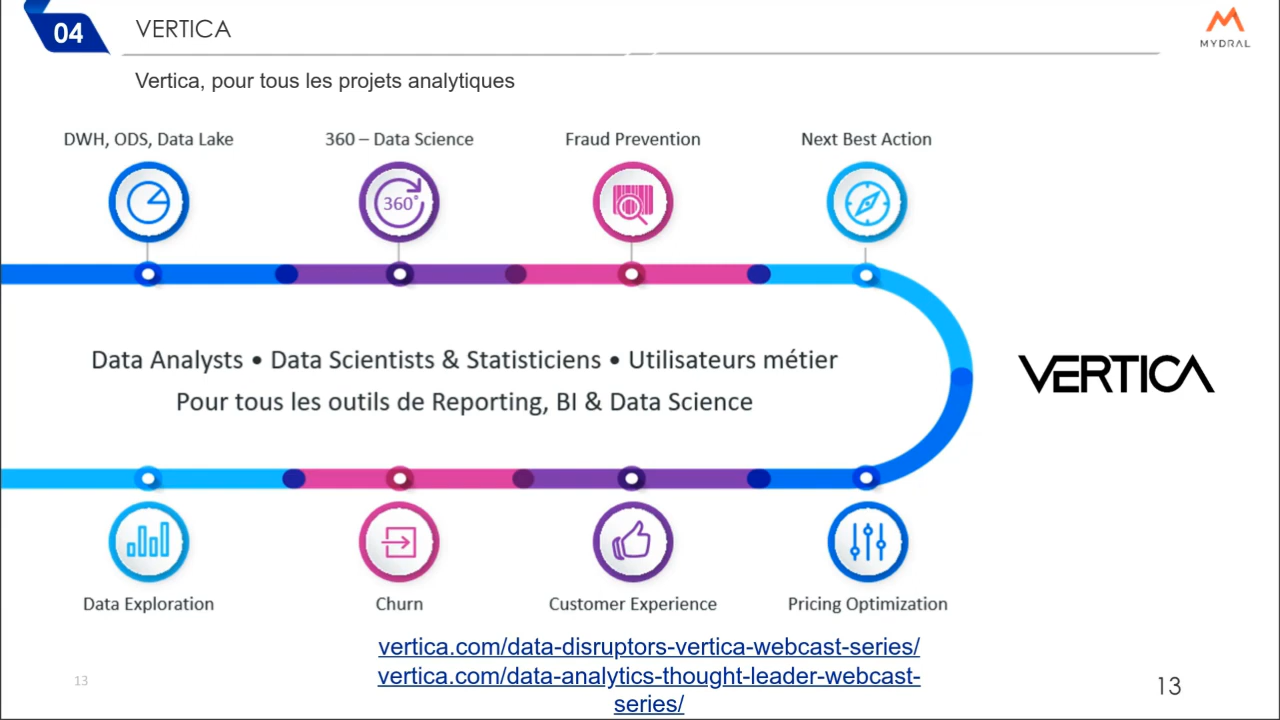 04
VERTICA
MYDRAL
Vertica, pour tous les projets analytiques
DWH, ODS, Data Lake
360 – Data Science
Fraud Prevention
Next Best Action
360°
Data Analysts • Data Scientists & Statisticiens • Utilisateurs métier
Pour tous les outils de Reporting, BI & Data Science
VERTICA
Data Exploration
Churn
Customer Experience
Pricing Optimization
vertica.com/data-disruptors-vertica-webcast-series/
vertica.com/data-analytics-thought-leader-webcast-
series/
13
13